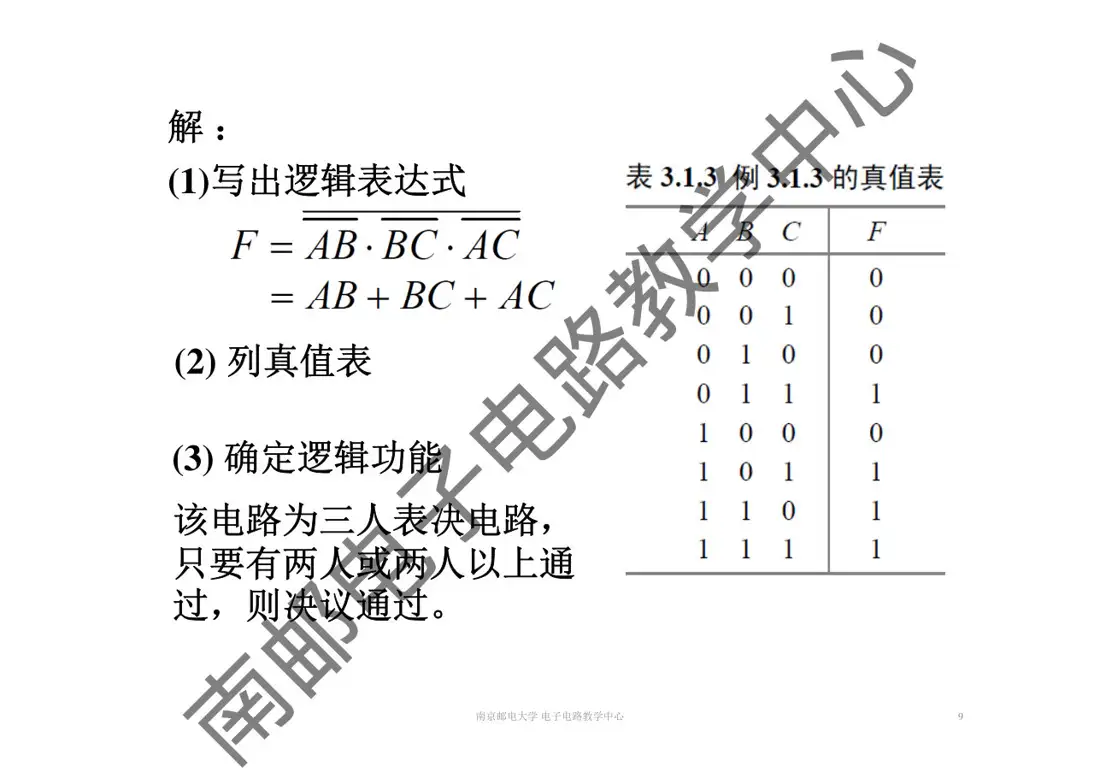 解：
(1)写出逻辑表达式
F = \overline{\overline{AB} · \overline{BC} · \overline{AC}}
= AB + BC + AC
(2) 列真值表
(3) 确定逻辑功能
该电路为三人表决电路，
只要有两人或两人以上通
过，则决议通过。
表 3.1.3 例 3.1.3 的真值表
A B C F
0 0 0 0
0 0 1 0
0 1 0 0
0 1 1 1
1 0 0 0
1 0 1 1
1 1 0 1
1 1 1 1
南邮电子电路教学中心
南京邮电大学 电子电路教学中心
9